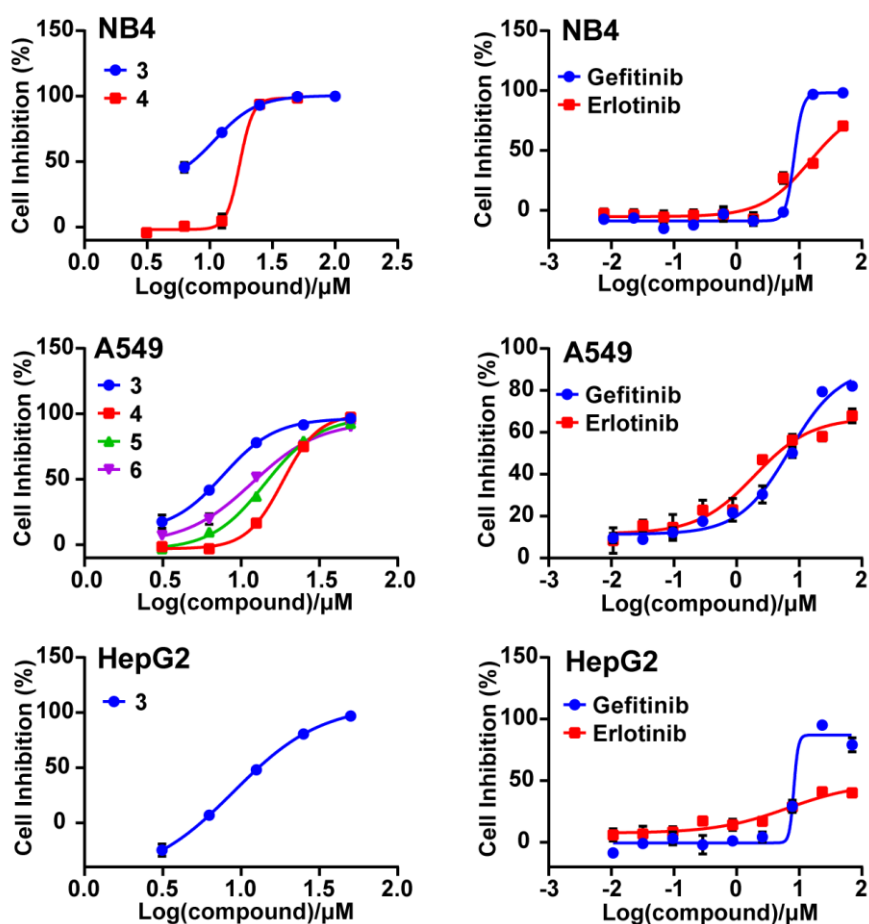 NB4
3
4
Cell Inhibition (%)
150
100
50
0
0.0 0.5 1.0 1.5 2.0 2.5
Log(compound)/µM
NB4
Gefitinib
Erlotinib
Cell Inhibition (%)
150
100
50
0
-3 -2 -1 0 1 2
Log(compound)/µM
A549
3
4
5
6
Cell Inhibition (%)
150
100
50
0
0.0 0.5 1.0 1.5 2.0
Log(compound)/µM
A549
Gefitinib
Erlotinib
Cell Inhibition (%)
100
80
60
40
20
0
-3 -2 -1 0 1 2
Log(compound)/µM
HepG2
3
Cell Inhibition (%)
150
100
50
0
0.0 0.5 1.0 1.5 2.0
Log(compound)/µM
HepG2
Gefitinib
Erlotinib
Cell Inhibition (%)
150
100
50
0
-3 -2 -1 0 1 2
Log(compound)/µM